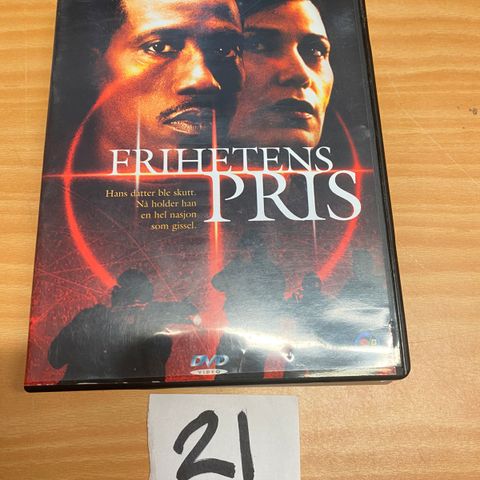 FRIHETENS
PRIS
Hans datter ble skutt.
Nå holder han
en hel nasjon
som gissel.
DVD
VIDEO
21